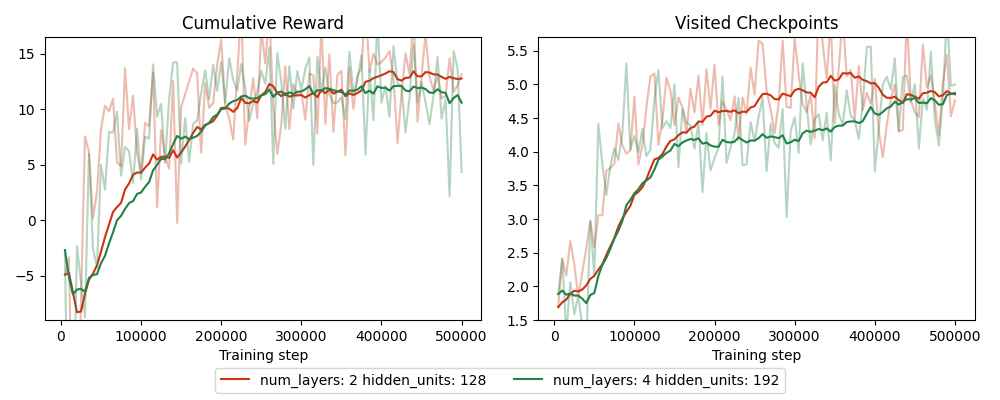 Cumulative Reward
15
10
5
0
−5
0 100000 200000 300000 400000 500000
Training step
Visited Checkpoints
5.5
5.0
4.5
4.0
3.5
3.0
2.5
2.0
1.5
0 100000 200000 300000 400000 500000
Training step
num_layers: 2 hidden_units: 128
num_layers: 4 hidden_units: 192